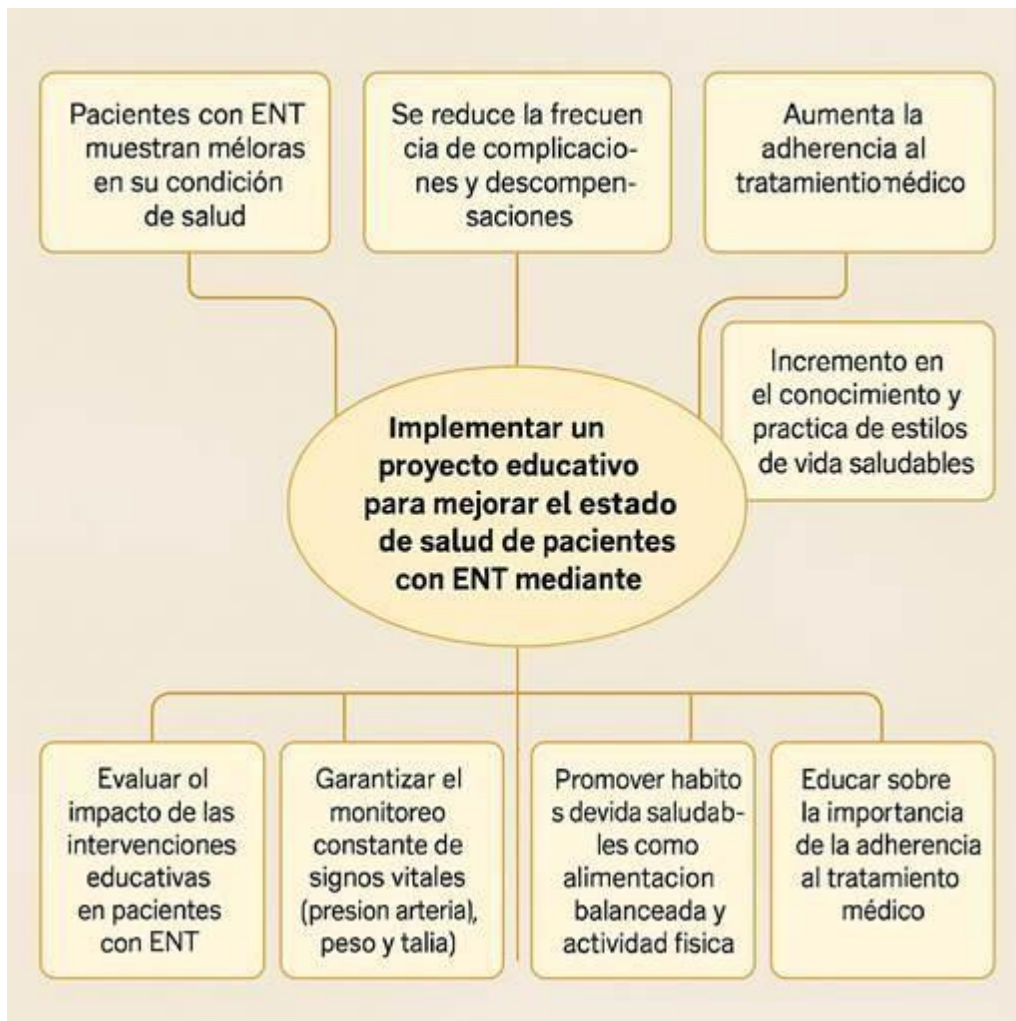 Pacientes con ENT
muestran méloras
en su condición
de salud
Se reduce la frecuen
cia de complicacio-
nes y descompen-
saciones
Aumenta la
adherencia al
tratamientionédico
Incremento en
el conocimiento y
practica de estilos
de vida saludables
Implementar un
proyecto educativo
para mejorar el estado
de salud de pacientes
con ENT mediante
Evaluar ol
impacto de las
intervenciones
educativas
en pacientes
con ENT
Garantizar el
monitoreo
constante de
signos vitales
(presion arteria),
peso y talia)
Promover habito
s devida saludab-
les como
alimentacion
balanceada y
actividad fisica
Educar sobre
la importancia
de la adherencia
al tratamiento
médico